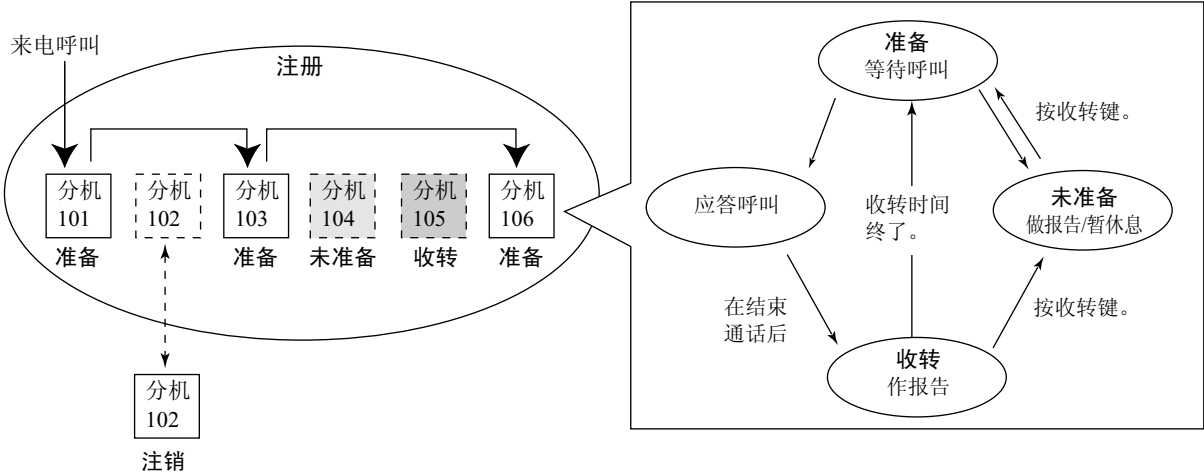 来电呼叫
注册
分机
101
准备
分机
102
分机
103
准备
分机
104
未准备
分机
105
收转
分机
106
准备
分机
102
注销
准备
等待呼叫
按收转键。
应答呼叫
收转时间
终了。
未准备
做报告/暂休息
在结束
通话后
按收转键。
收转
作报告